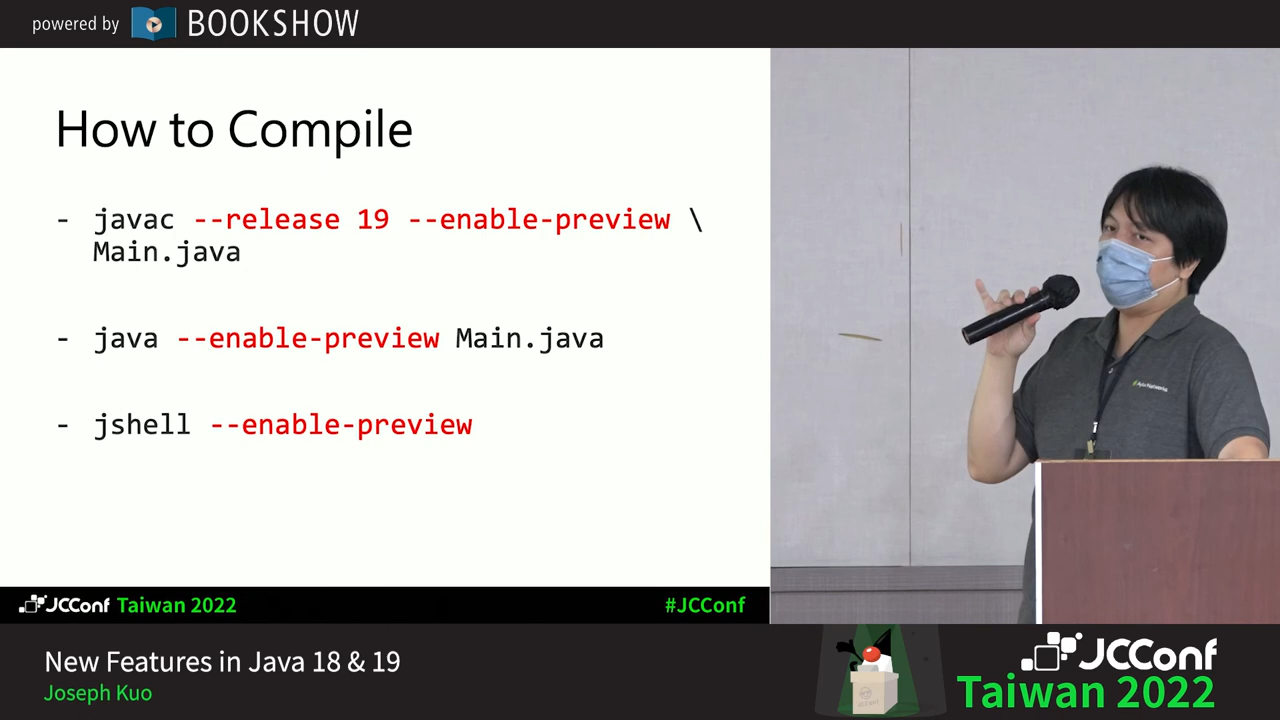 powered by BOOKSHOW
How to Compile
- javac --release 19 --enable-preview \
Main.java
- java --enable-preview Main.java
- jshell --enable-preview
JCConf Taiwan 2022
#JCConf
New Features in Java 18 & 19
Joseph Kuo
JCConf
Taiwan 2022